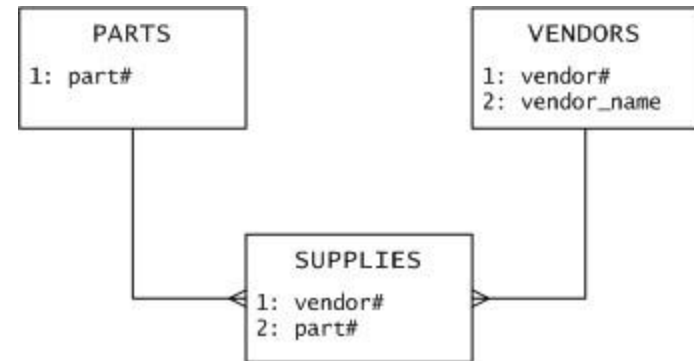 PARTS
1: part#
VENDORS
1: vendor#
2: vendor_name
SUPPLIES
1: vendor#
2: part#